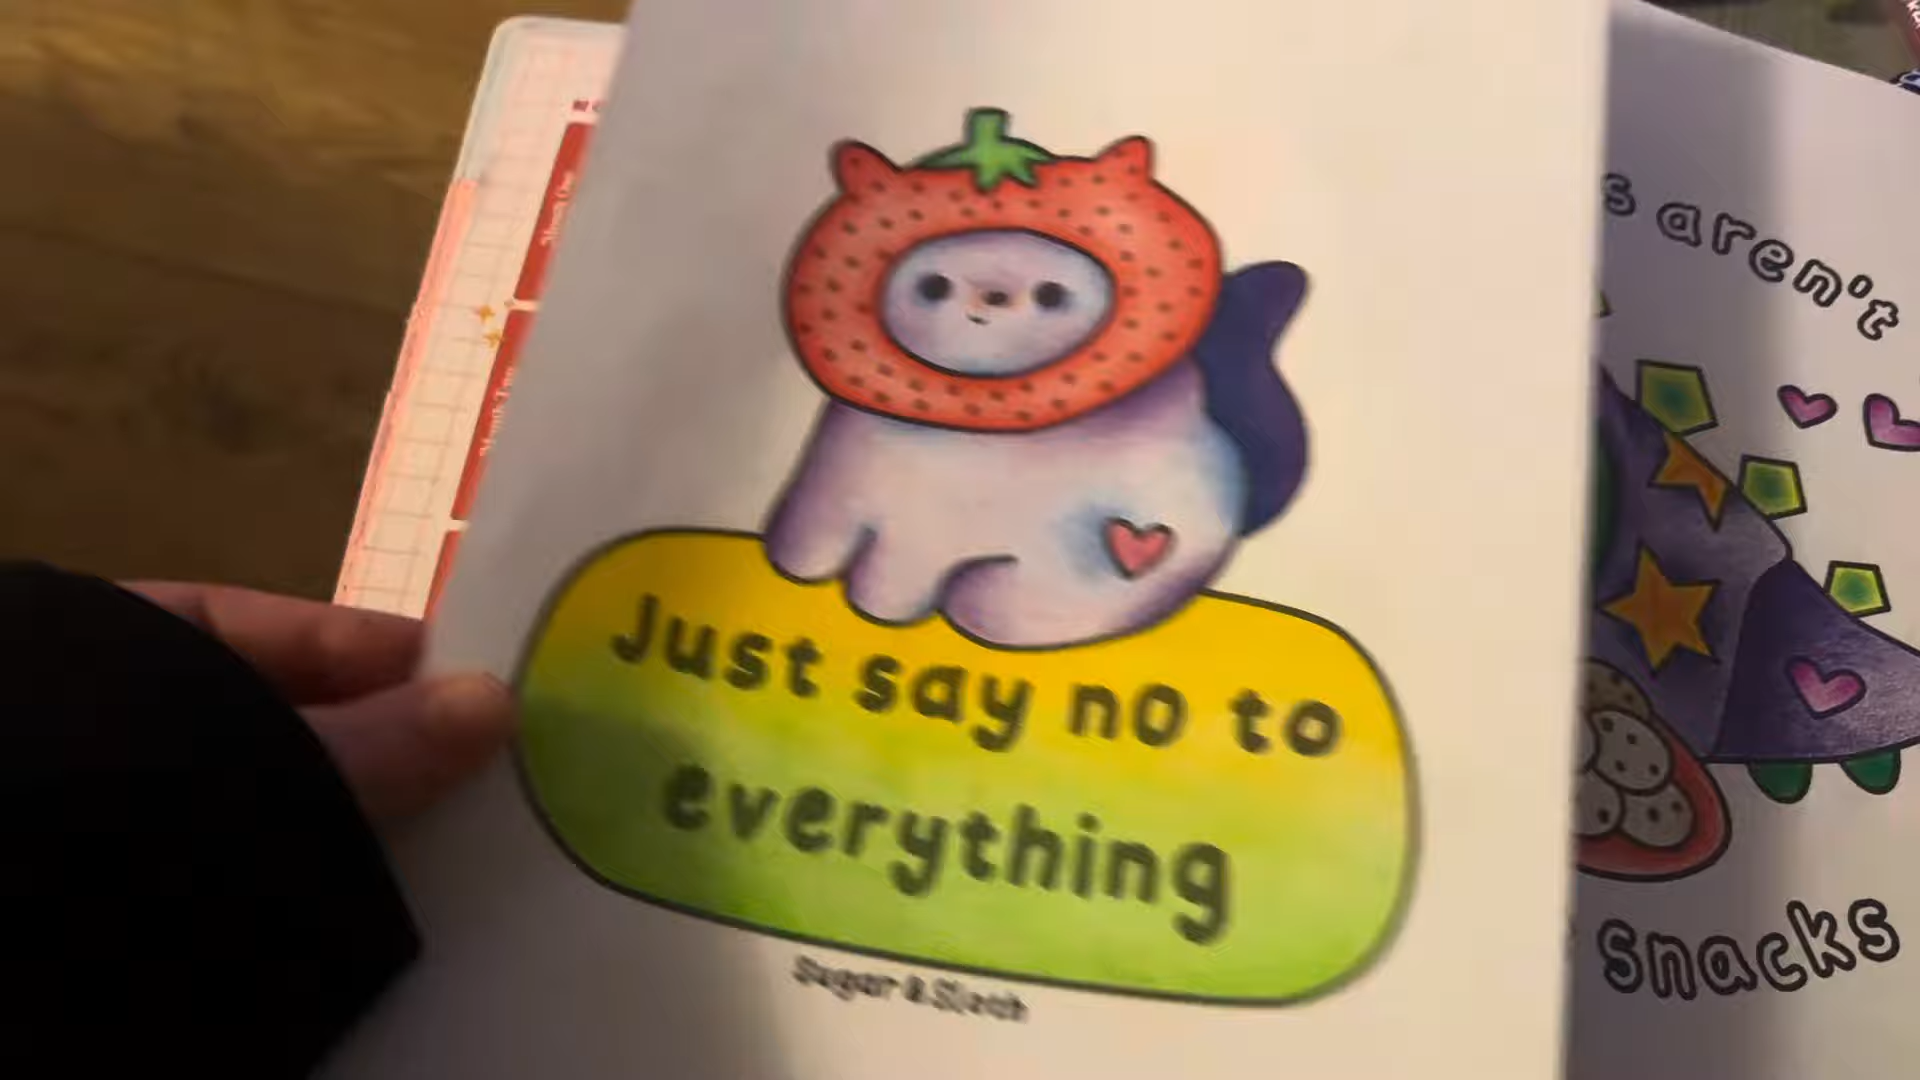 Just say no to
everything
Sugar & Sloth
aren't
snacks